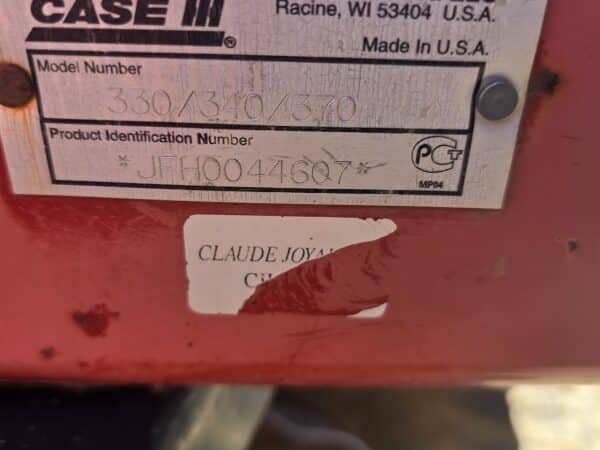 CASE III
®
Racine, WI 53404 U.S.A.
Made in U.S.A.
Model Number
330/340/370
Product Identification Number
*JFH0044607*
PCT
MP04
CLAUDE JOYA